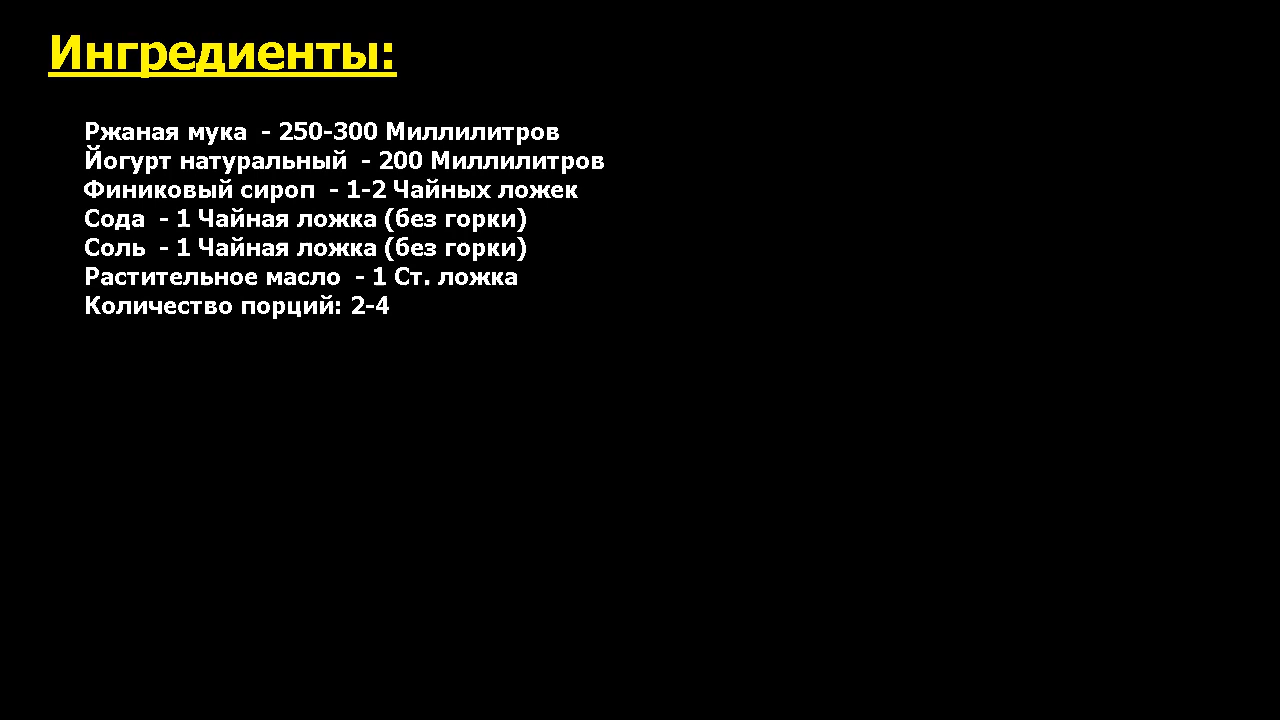 Ингредиенты:
Ржаная мука - 250-300 Миллилитров
Йогурт натуральный - 200 Миллилитров
Финиковый сироп - 1-2 Чайных ложек
Сода - 1 Чайная ложка (без горки)
Соль - 1 Чайная ложка (без горки)
Растительное масло - 1 Ст. ложка
Количество порций: 2-4